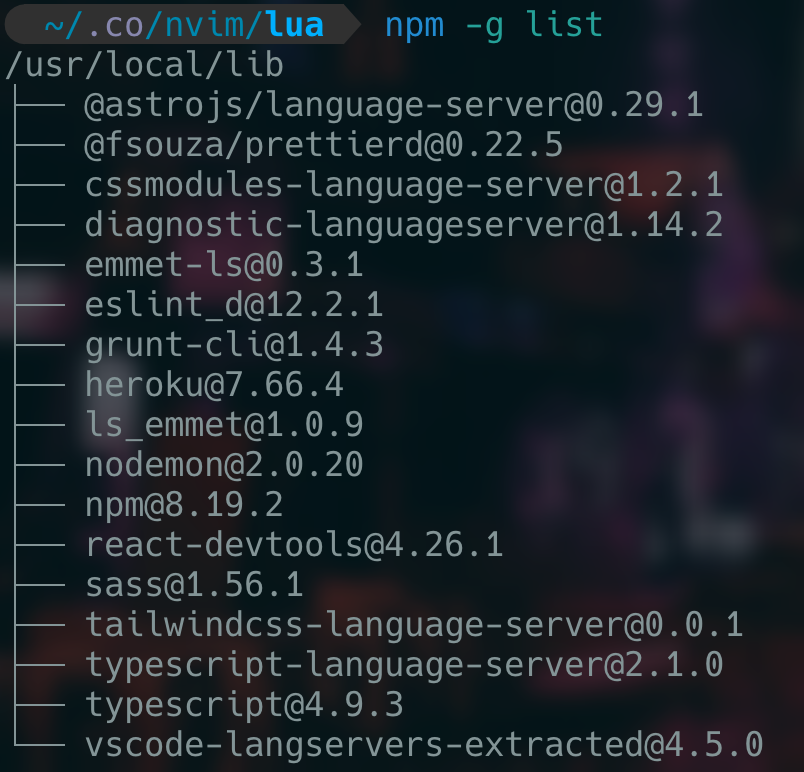 ~/.co/nvim/lua npm -g list
/usr/local/lib
├── @astrojs/language-server@0.29.1
├── @fsouza/prettierd@0.22.5
├── cssmodules-language-server@1.2.1
├── diagnostic-languageserver@1.14.2
├── emmet-ls@0.3.1
├── eslint_d@12.2.1
├── grunt-cli@1.4.3
├── heroku@7.66.4
├── ls_emmet@1.0.9
├── nodemon@2.0.20
├── npm@8.19.2
├── react-devtools@4.26.1
├── sass@1.56.1
├── tailwindcss-language-server@0.0.1
├── typescript-language-server@2.1.0
├── typescript@4.9.3
└── vscode-langservers-extracted@4.5.0